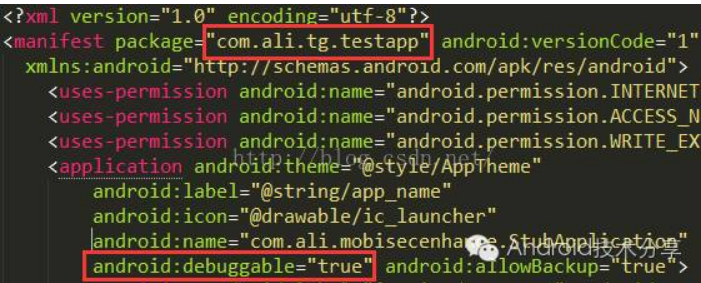 <?xml version="1.0" encoding="utf-8"?>
<manifest package="com.ali.tg.testapp" android:versionCode="1"
xmlns:android="http://schemas.android.com/apk/res/android">
<uses-permission android:name="android.permission.INTERNET
<uses-permission android:name="android.permission.ACCESS_N
<uses-permission android:name="android.permission.WRITE_EX
http://blog.csdn.net/
<application android:theme="@style/AppTheme"
android:label="@string/app_name"
android:icon="@drawable/ic_launcher"
android:name="com.ali.mobisecenhance.StubApplication"
Android技术分享
android:debuggable="true" android:allowBackup="true">